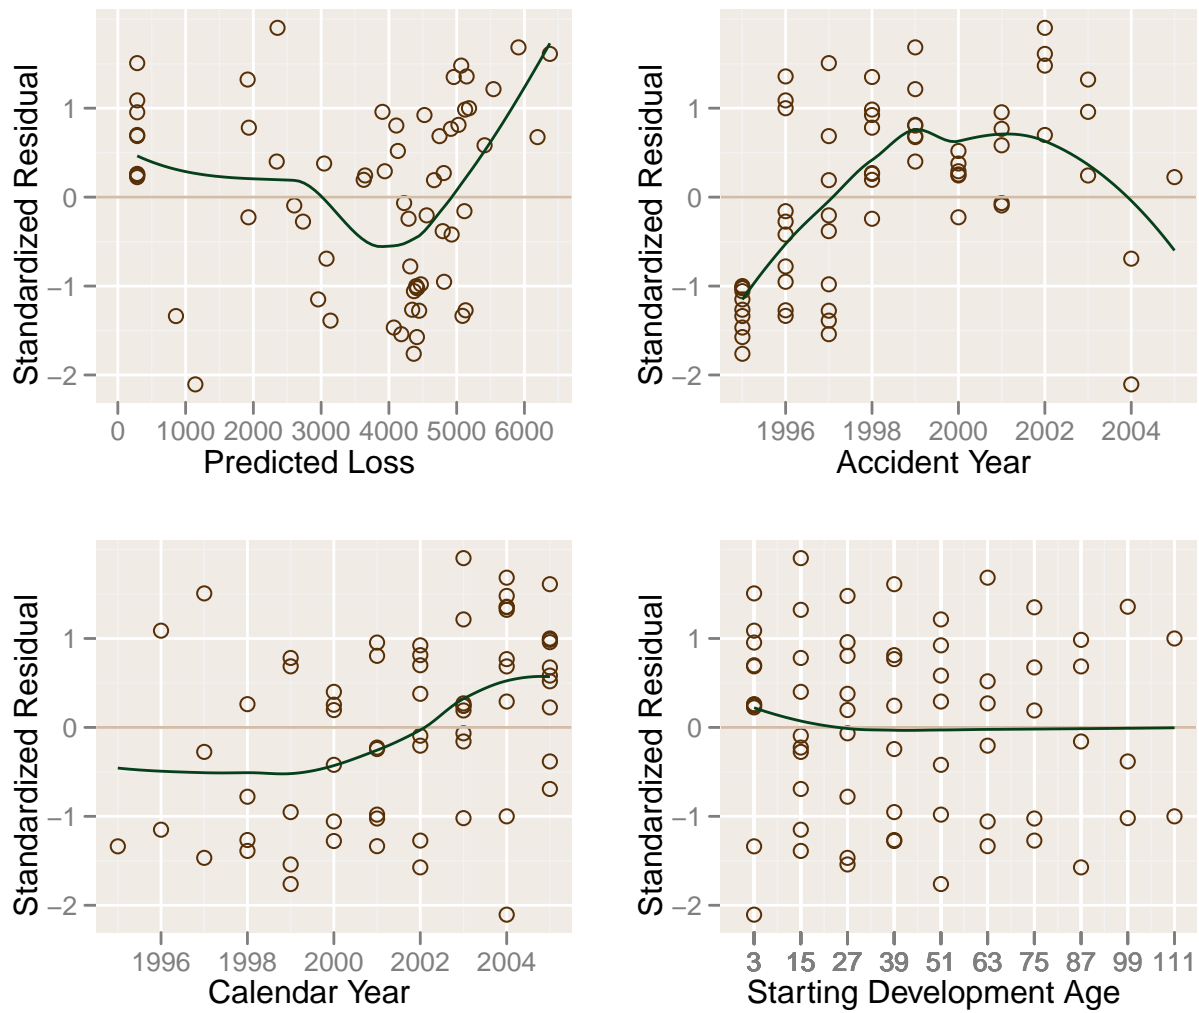 Standardized Residual
1
0
−1
−2
0 1000 2000 3000 4000 5000 6000
Predicted Loss
Standardized Residual
1
0
−1
−2
1996 1998 2000 2002 2004
Accident Year
Standardized Residual
1
0
−1
−2
1996 1998 2000 2002 2004
Calendar Year
Standardized Residual
1
0
−1
−2
3 15 27 39 51 63 75 87 99 111
Starting Development Age